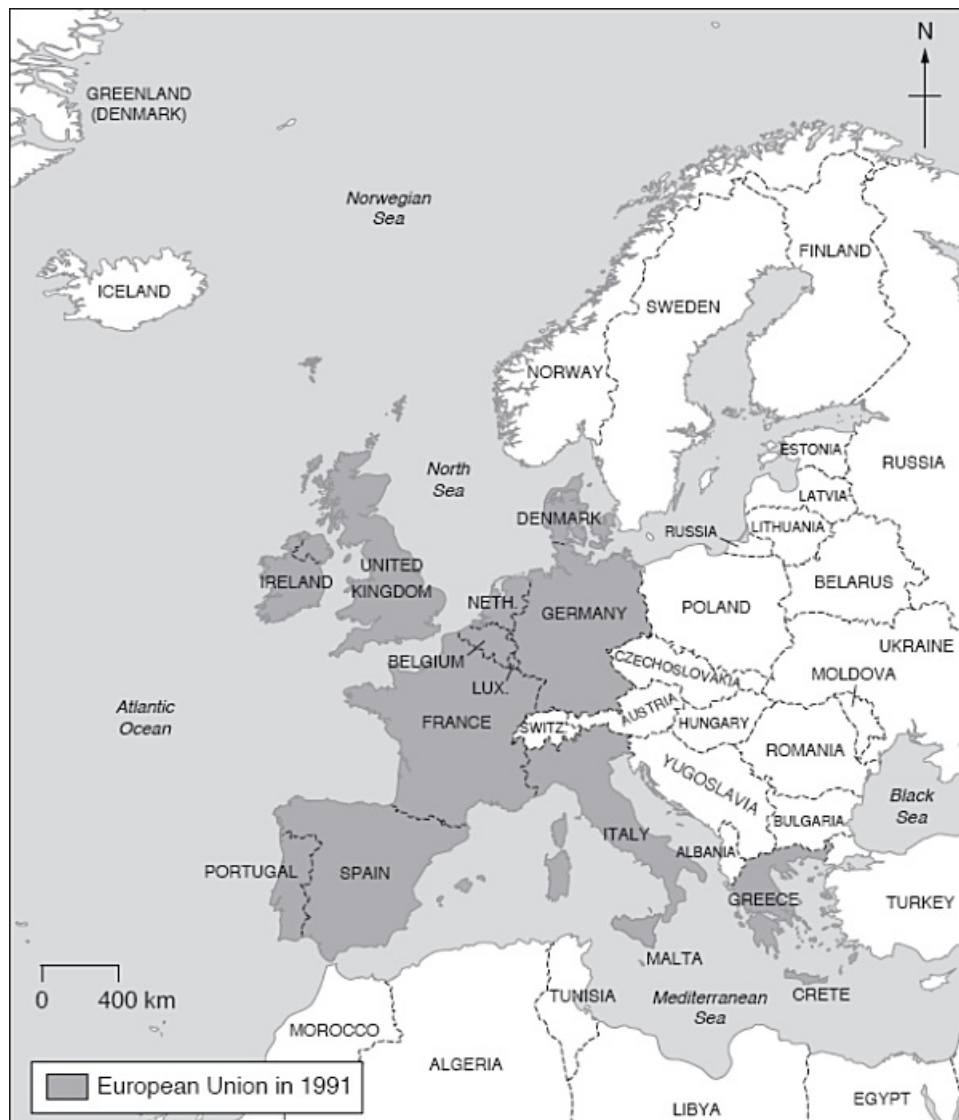 N
GREENLAND
(DENMARK)
Norwegian
Sea
ICELAND
FINLAND
SWEDEN
NORWAY
ESTONIA
RUSSIA
North
Sea
LATVIA
DENMARK
RUSSIA
LITHUANIA
IRELAND
UNITED
KINGDOM
BELARUS
NETH.
GERMANY
POLAND
UKRAINE
BELGIUM
CZECHOSLOVAKIA
MOLDOVA
LUX.
Atlantic
Ocean
FRANCE
SWITZ.
AUSTRIA
HUNGARY
ROMANIA
YUGOSLAVIA
Black
Sea
BULGARIA
ITALY
ALBANIA
PORTUGAL
SPAIN
GREECE
TURKEY
MALTA
0 400 km
TUNISIA
Mediterranean
Sea
CRETE
MOROCCO
ALGERIA
European Union in 1991
LIBYA
EGYPT